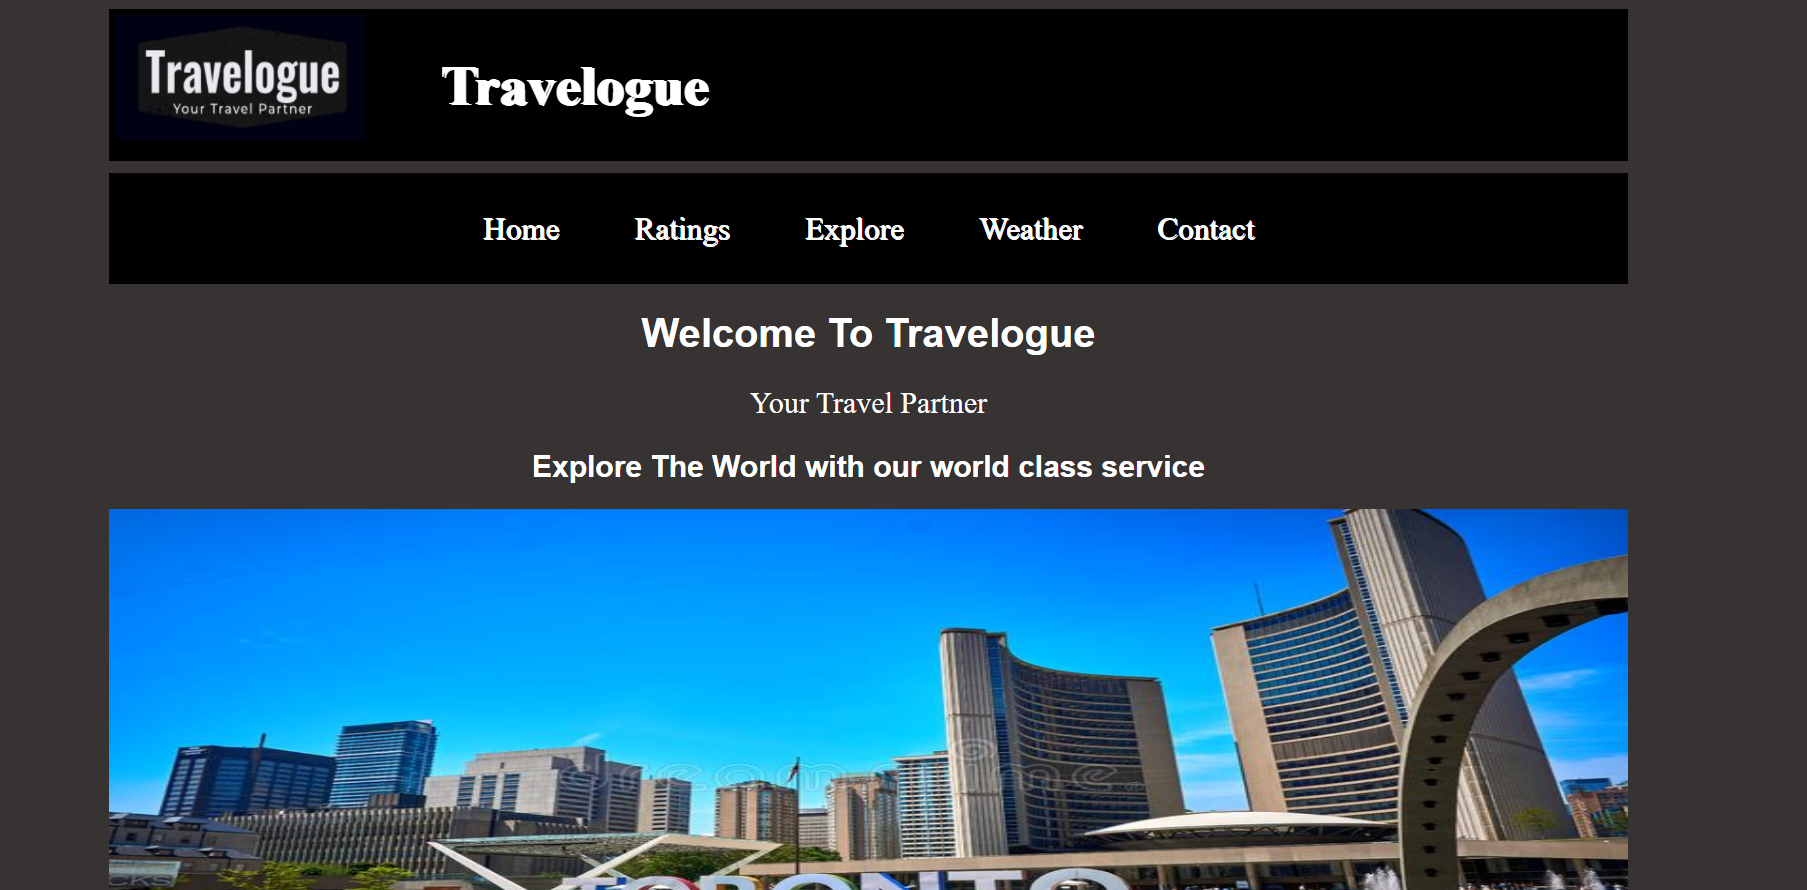 Travelogue
Your Travel Partner
Travelogue
Home Ratings Explore Weather Contact
Welcome To Travelogue
Your Travel Partner
Explore The World with our world class service
dreamstime.
TORONTO